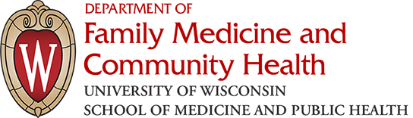 W
DEPARTMENT OF
Family Medicine and
Community Health
UNIVERSITY OF WISCONSIN
SCHOOL OF MEDICINE AND PUBLIC HEALTH